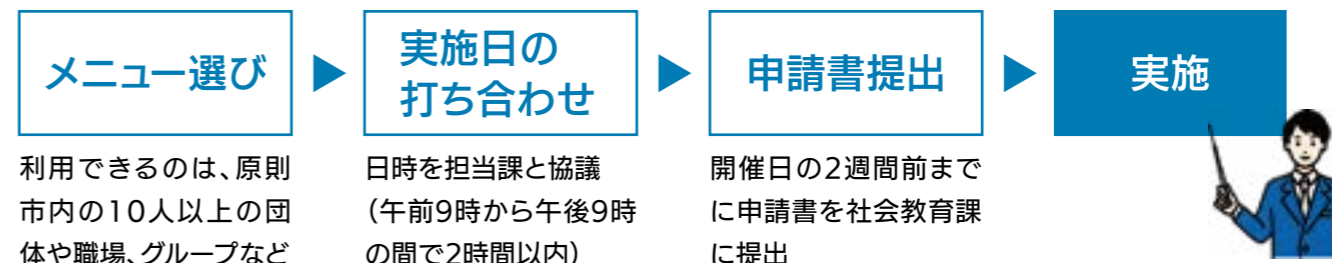 メニュー選び
利用できるのは、原則
市内の10人以上の団
体や職場、グループなど
実施日の
打ち合わせ
日時を担当課と協議
（午前9時から午後9時
の間で2時間以内）
申請書提出
開催日の2週間前まで
に申請書を社会教育課
に提出
実施